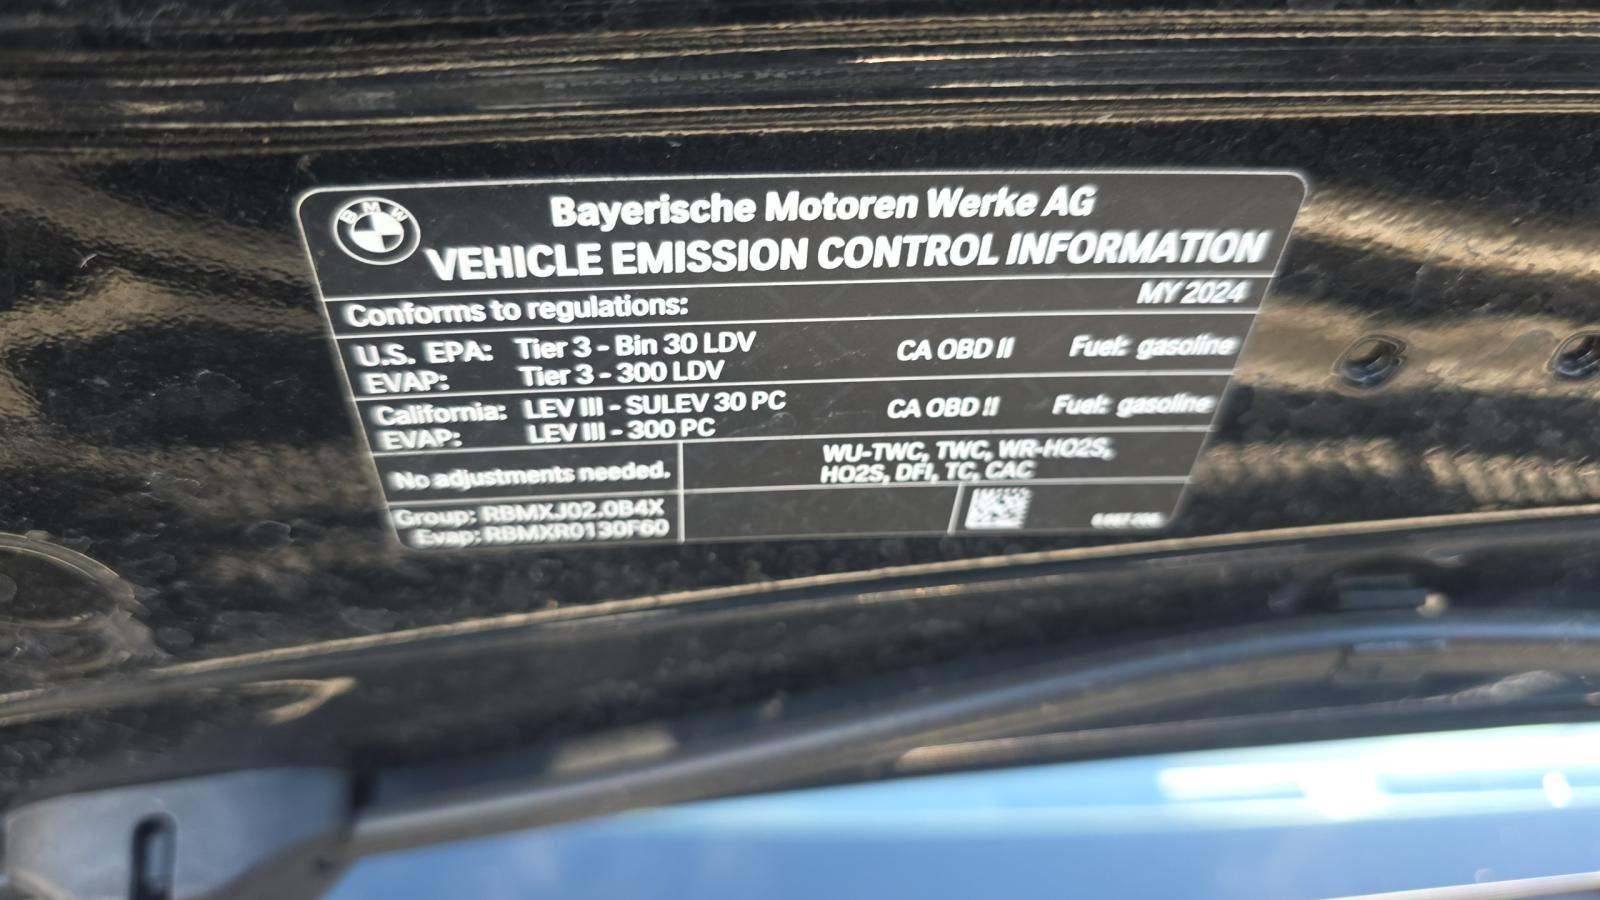 BMW
Bayerische Motoren Werke AG
VEHICLE EMISSION CONTROL INFORMATION
Conforms to regulations: MY 2024
U.S. EPA: Tier 3 - Bin 30 LDV CA OBD II Fuel: gasoline
EVAP: Tier 3 - 300 LDV
California: LEV III - SULEV 30 PC CA OBD II Fuel: gasoline
EVAP: LEV III - 300 PC
No adjustments needed.
WU-TWC, TWC, WR-HO2S,
HO2S, DFI, TC, CAC
Group: RBMXJ02.0B4X
Evap: RBMXR0130F60